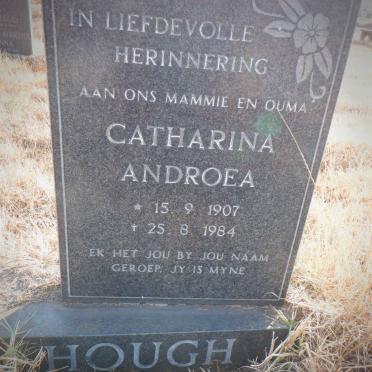 IN LIEFDEVOLLE
HERINNERING
AAN ONS MAMMIE EN OUMA
CATHARINA
ANDROEA
* 15. 9. 1907
† 25. 8. 1984
EK HET JOU BY JOU NAAM
GEROEP, JY IS MYNE
HOUGH